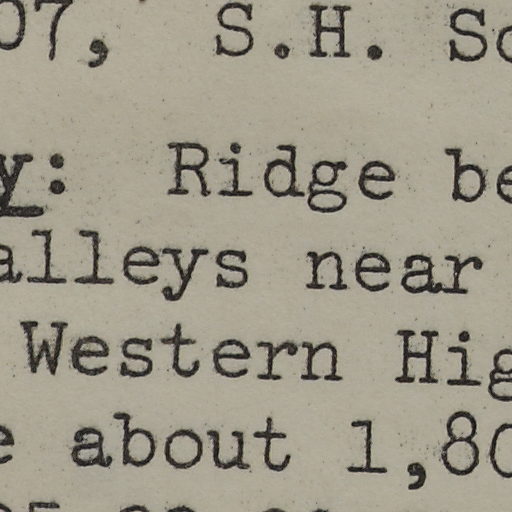 07, S.H. So
y: Ridge be
alleys near
Western Hig
e about 1,80